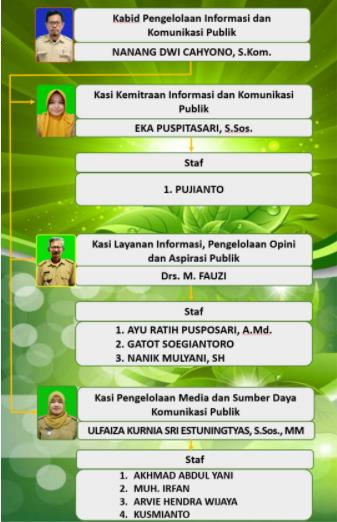 Kabid Pengelolaan Informasi dan
Komunikasi Publik
NANANG DWI CAHYONO, S.Kom.
Kasi Kemitraan Informasi dan Komunikasi
Publik
EKA PUSPITASARI, S.Sos.
Staf
1. PUJIANTO
Kasi Layanan Informasi, Pengelolaan Opini
dan Aspirasi Publik
Drs. M. FAUZI
Staf
1. AYU RATIH PUSPOSARI, A.Md.
2. GATOT SOEGIANTORO
3. NANIK MULYANI, SH
Kasi Pengelolaan Media dan Sumber Daya
Komunikasi Publik
ULFAIZA KURNIA SRI ESTUNINGTYAS, S.Sos., MM
Staf
1. AKHMAD ABDUL YANI
2. MUH. IRFAN
3. ARVIE HENDRA WIJAYA
4. KUSMIANTO